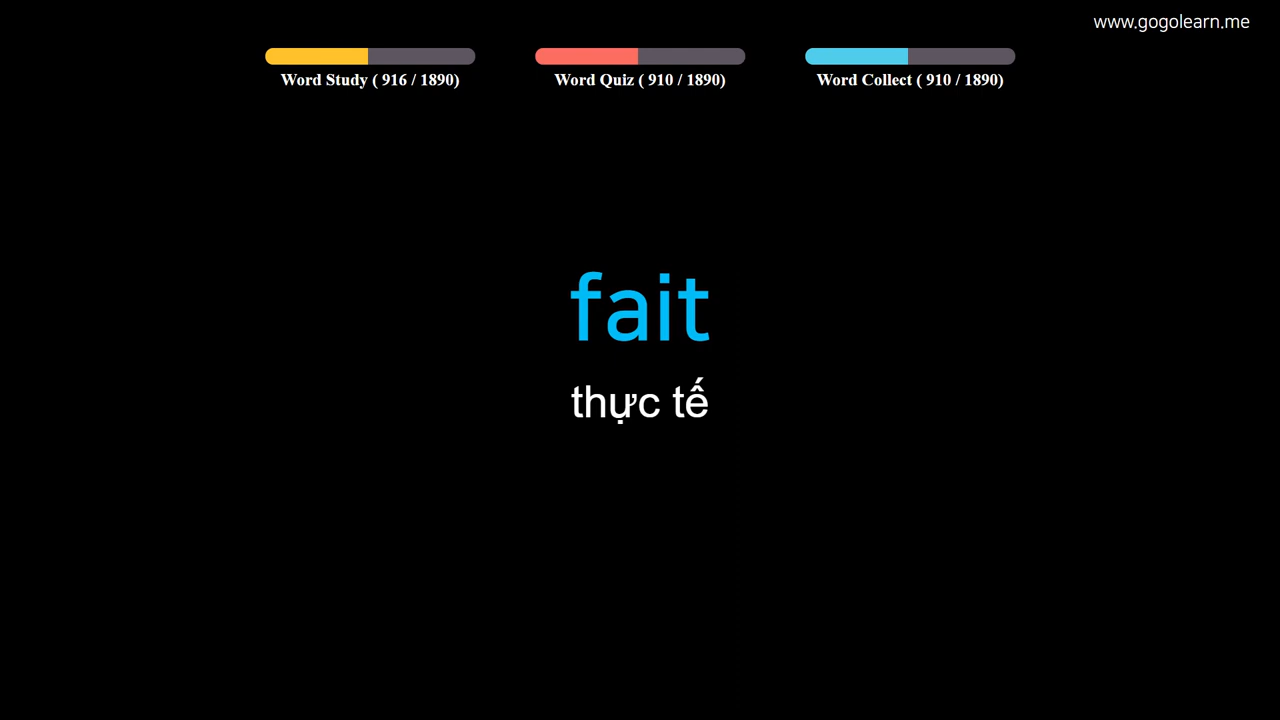 www.gogolearn.me
Word Study ( 916 / 1890)
Word Quiz ( 910 / 1890)
Word Collect ( 910 / 1890)
fait
thực tế